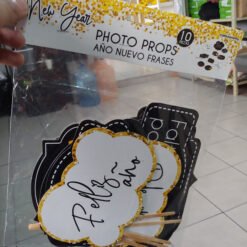 New Year
PHOTO PROPS
AÑO NUEVO FRASES
10
Feliz
año